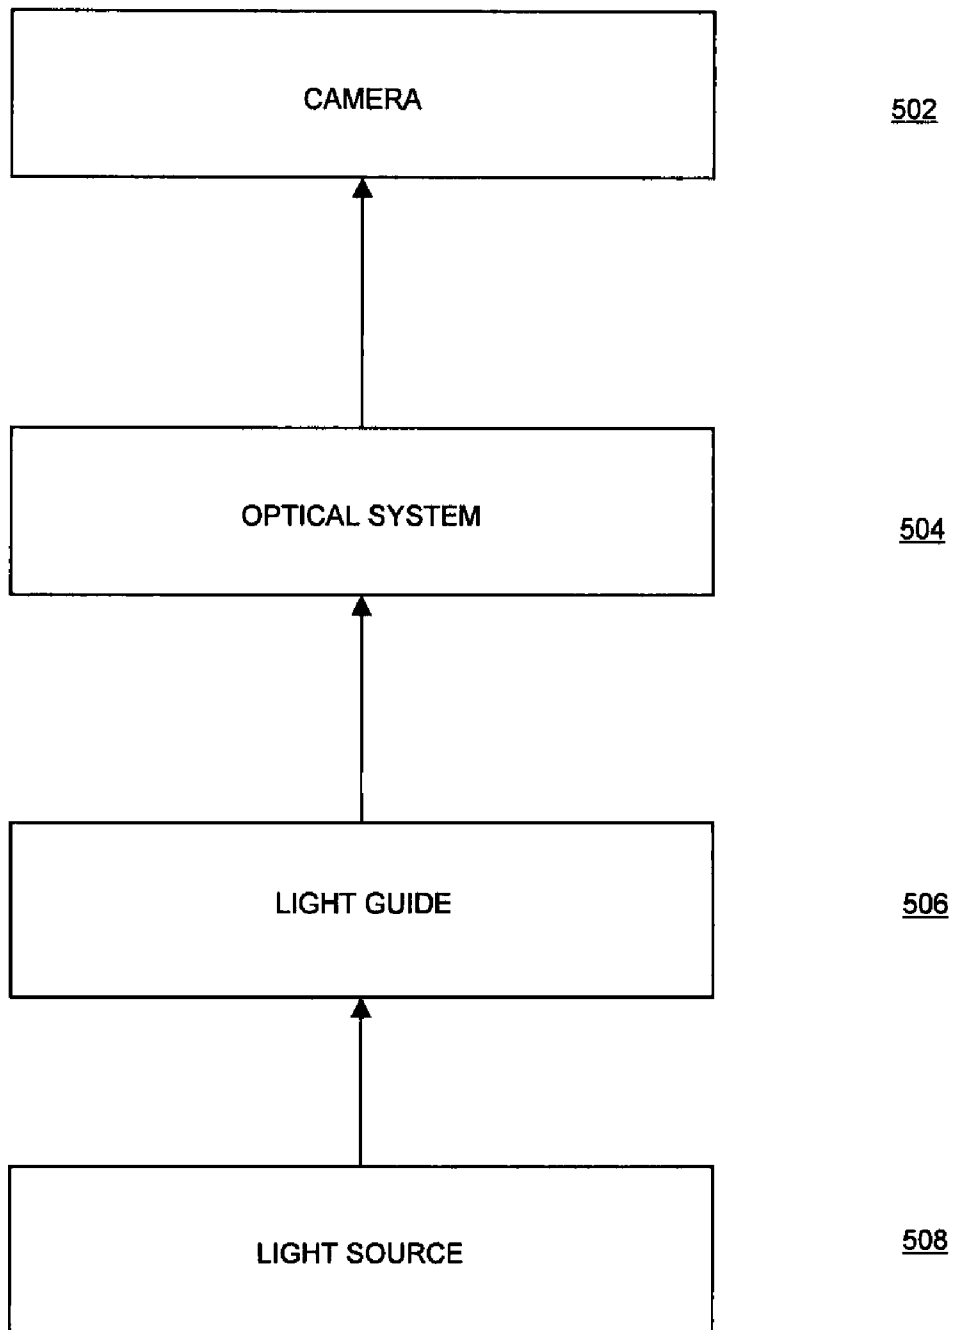 CAMERA
502
OPTICAL SYSTEM
504
LIGHT GUIDE
506
LIGHT SOURCE
508